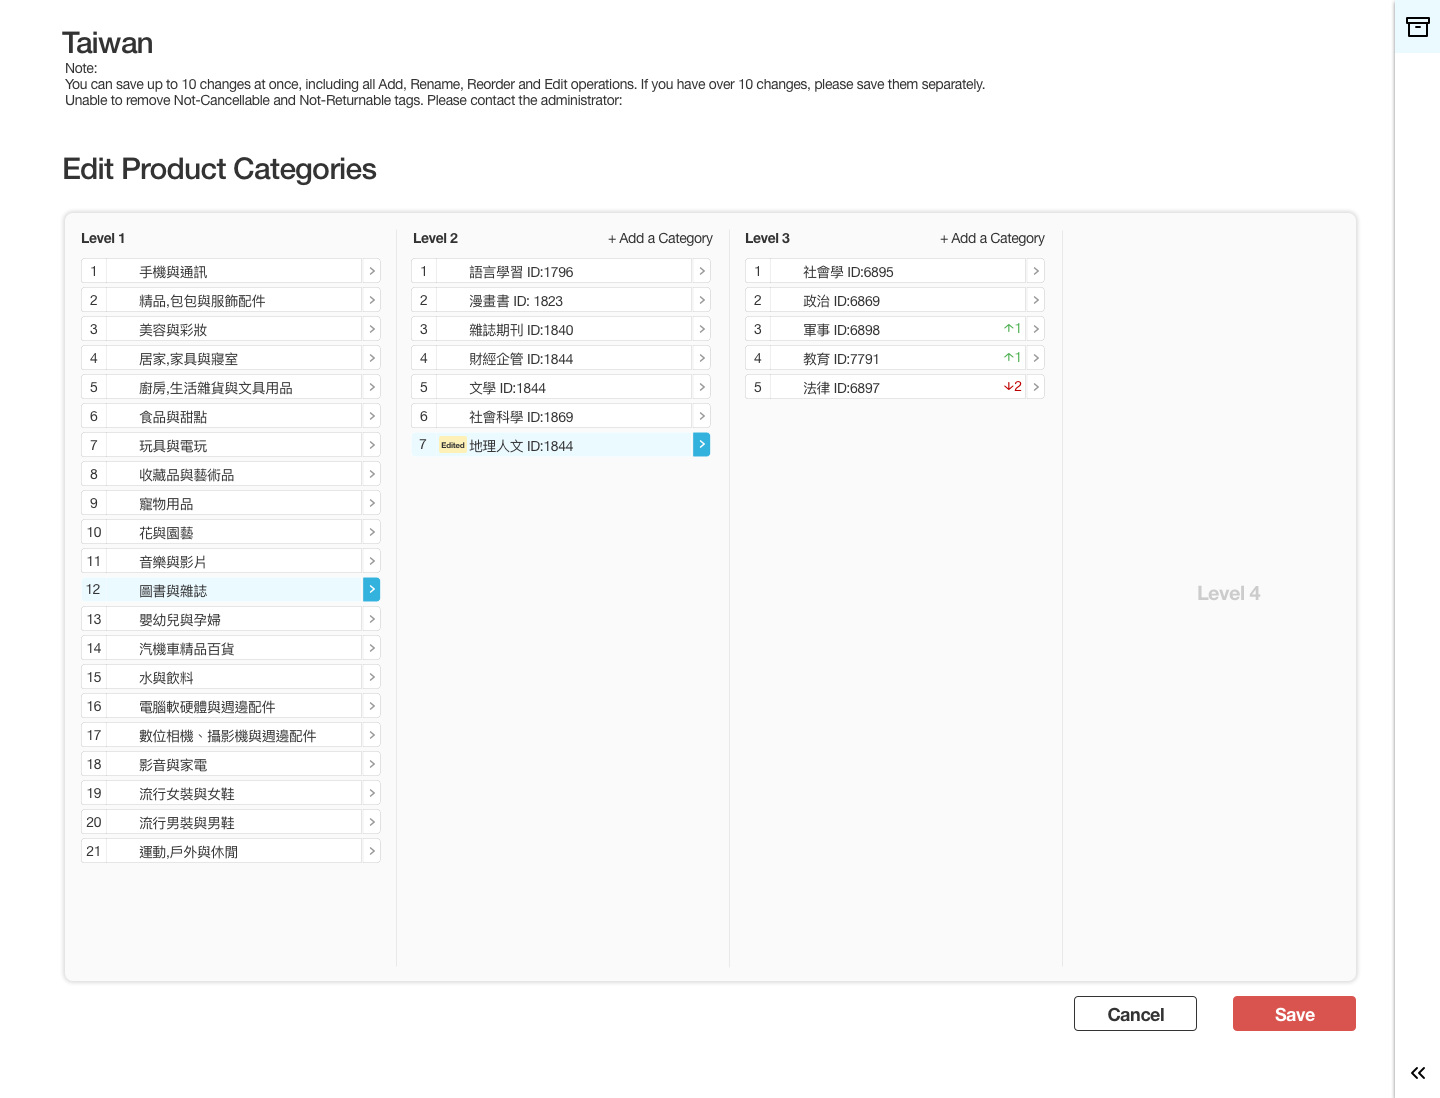 Taiwan
Note:
You can save up to 10 changes at once, including all Add, Rename, Reorder and Edit operations. If you have over 10 changes, please save them separately.
Unable to remove Not-Cancellable and Not-Returnable tags. Please contact the administrator:
Edit Product Categories
Level 1
1 手機與通訊
2 精品,包包與服飾配件
3 美容與彩妝
4 居家,家具與寢室
5 廚房,生活雜貨與文具用品
6 食品與甜點
7 玩具與電玩
8 收藏品與藝術品
9 寵物用品
10 花與園藝
11 音樂與影片
12 圖書與雜誌
13 嬰幼兒與孕婦
14 汽機車精品百貨
15 水與飲料
16 電腦軟硬體與週邊配件
17 數位相機、攝影機與週邊配件
18 影音與家電
19 流行女裝與女鞋
20 流行男裝與男鞋
21 運動,戶外與休閒
Level 2 + Add a Category
1 語言學習 ID:1796
2 漫畫書 ID: 1823
3 雜誌期刊 ID:1840
4 財經企管 ID:1844
5 文學 ID:1844
6 社會科學 ID:1869
7 Edited 地理人文 ID:1844
Level 3 + Add a Category
1 社會學 ID:6895
2 政治 ID:6869
3 軍事 ID:6898 ↑1
4 教育 ID:7791 ↑1
5 法律 ID:6897 ↓2
Level 4
Cancel
Save